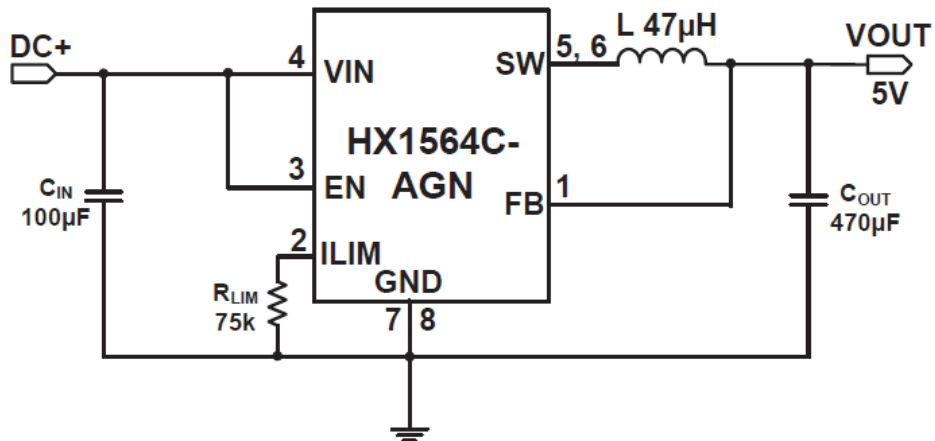 DC+
4
VIN
3
EN
2
ILIM
HX1564C-
AGN
GND
7 8
SW
5, 6
FB
1
L 47µH
VOUT
5V
CIN
100µF
RLIM
75k
COUT
470µF